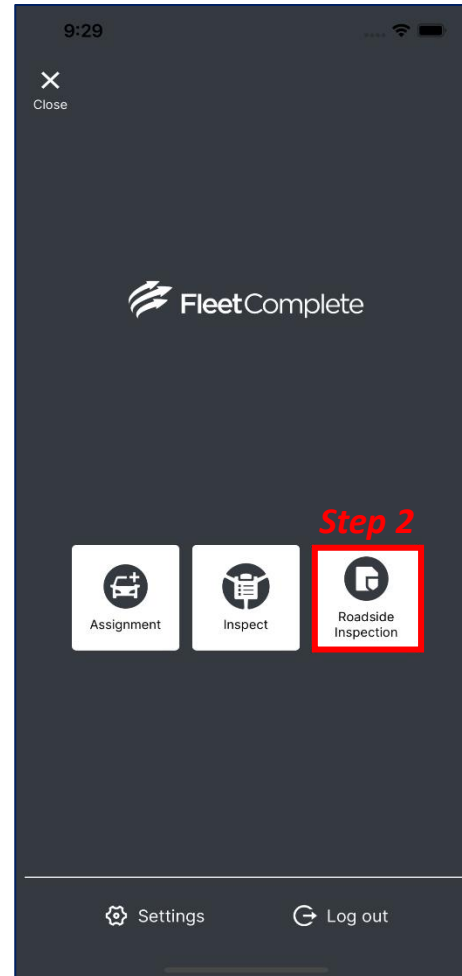 9:29
Close
FleetComplete
Step 2
Assignment
Inspect
Roadside
Inspection
Settings
Log out